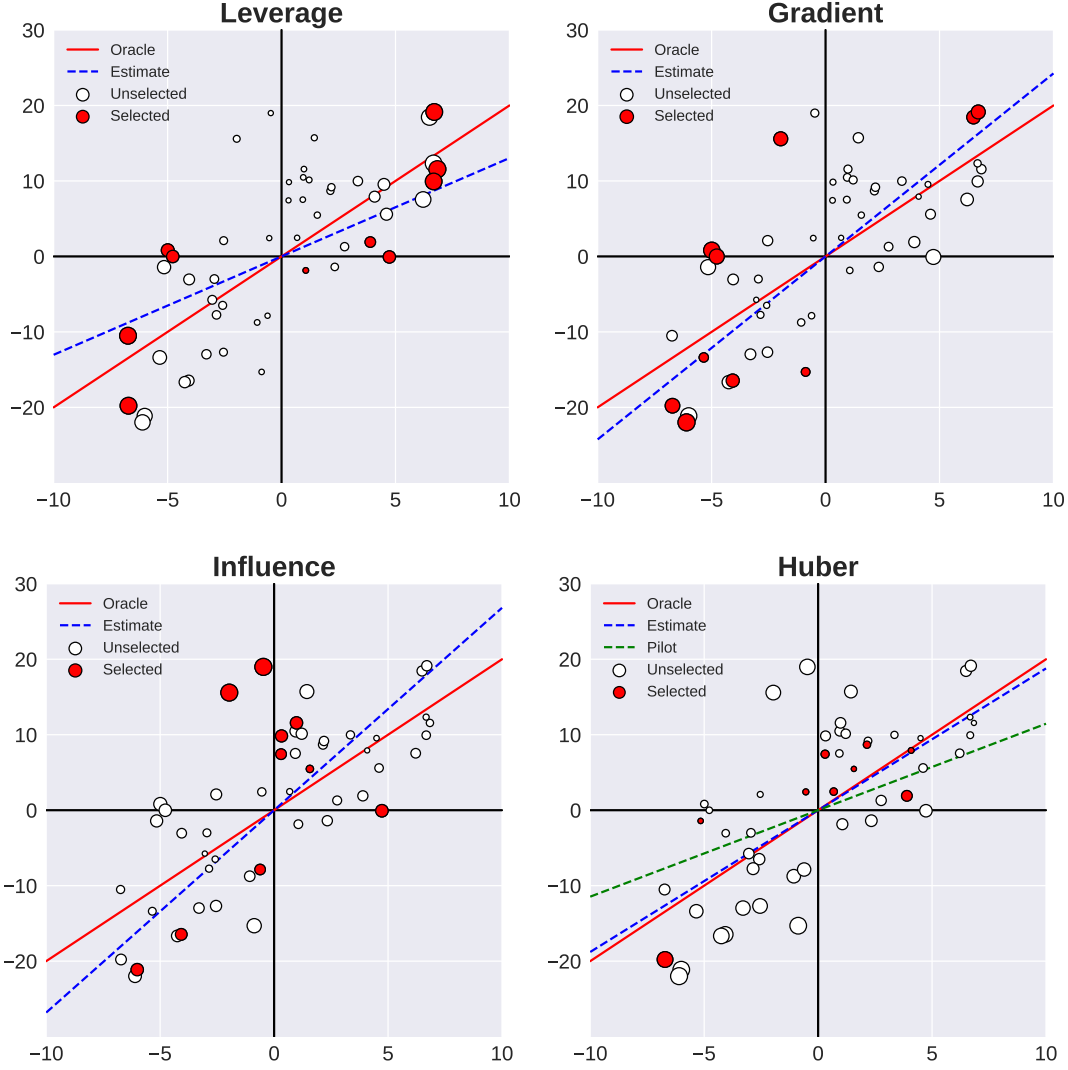 Leverage
30
20
10
0
−10
−20
−10
−5
0
5
10
Oracle
Estimate
Unselected
Selected
Gradient
30
20
10
0
−10
−20
−10
−5
0
5
10
Oracle
Estimate
Unselected
Selected
Influence
30
20
10
0
−10
−20
−10
−5
0
5
10
Oracle
Estimate
Unselected
Selected
Huber
30
20
10
0
−10
−20
−10
−5
0
5
10
Oracle
Estimate
Pilot
Unselected
Selected